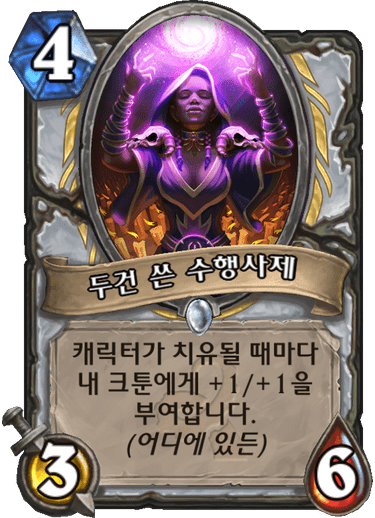 4
두건 쓴 수행사제
캐릭터가 치유될 때마다
내 크툰에게 +1/+1을
부여합니다.
(어디에 있든)
3
6